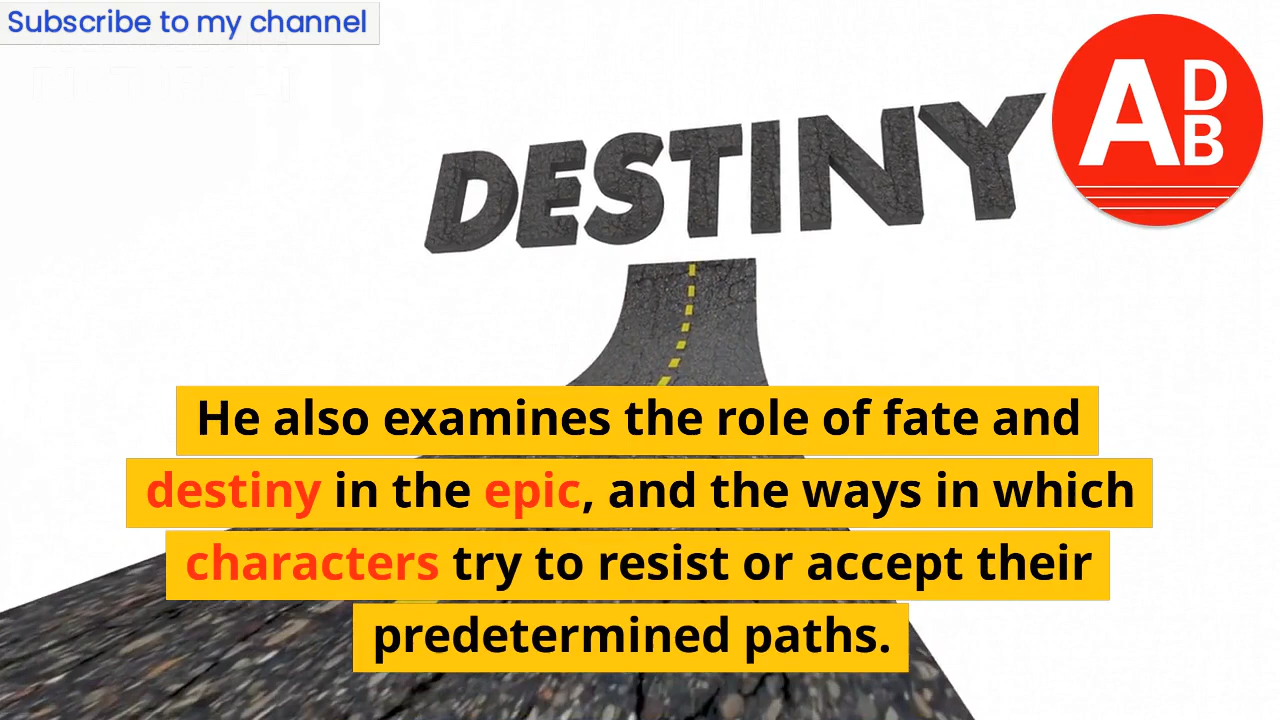 Subscribe to my channel
DESTINY
A
D
B
He also examines the role of fate and
destiny in the epic, and the ways in which
characters try to resist or accept their
predetermined paths.